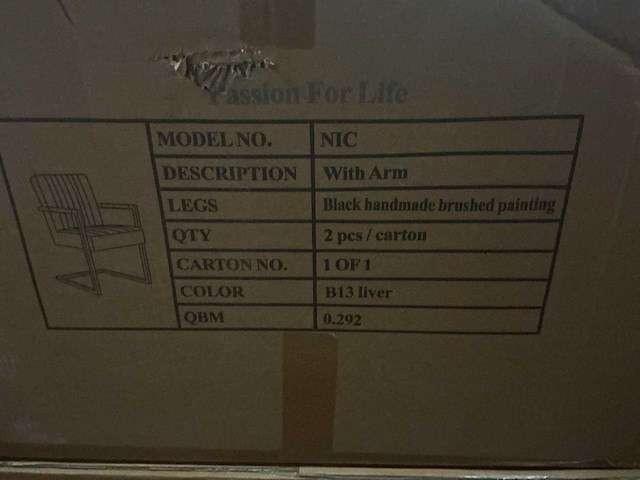 Passion For Life
MODEL NO. NIC
DESCRIPTION With Arm
LEGS Black handmade brushed painting
QTY 2 pcs / carton
CARTON NO. 1 OF 1
COLOR B13 liver
QBM 0.292